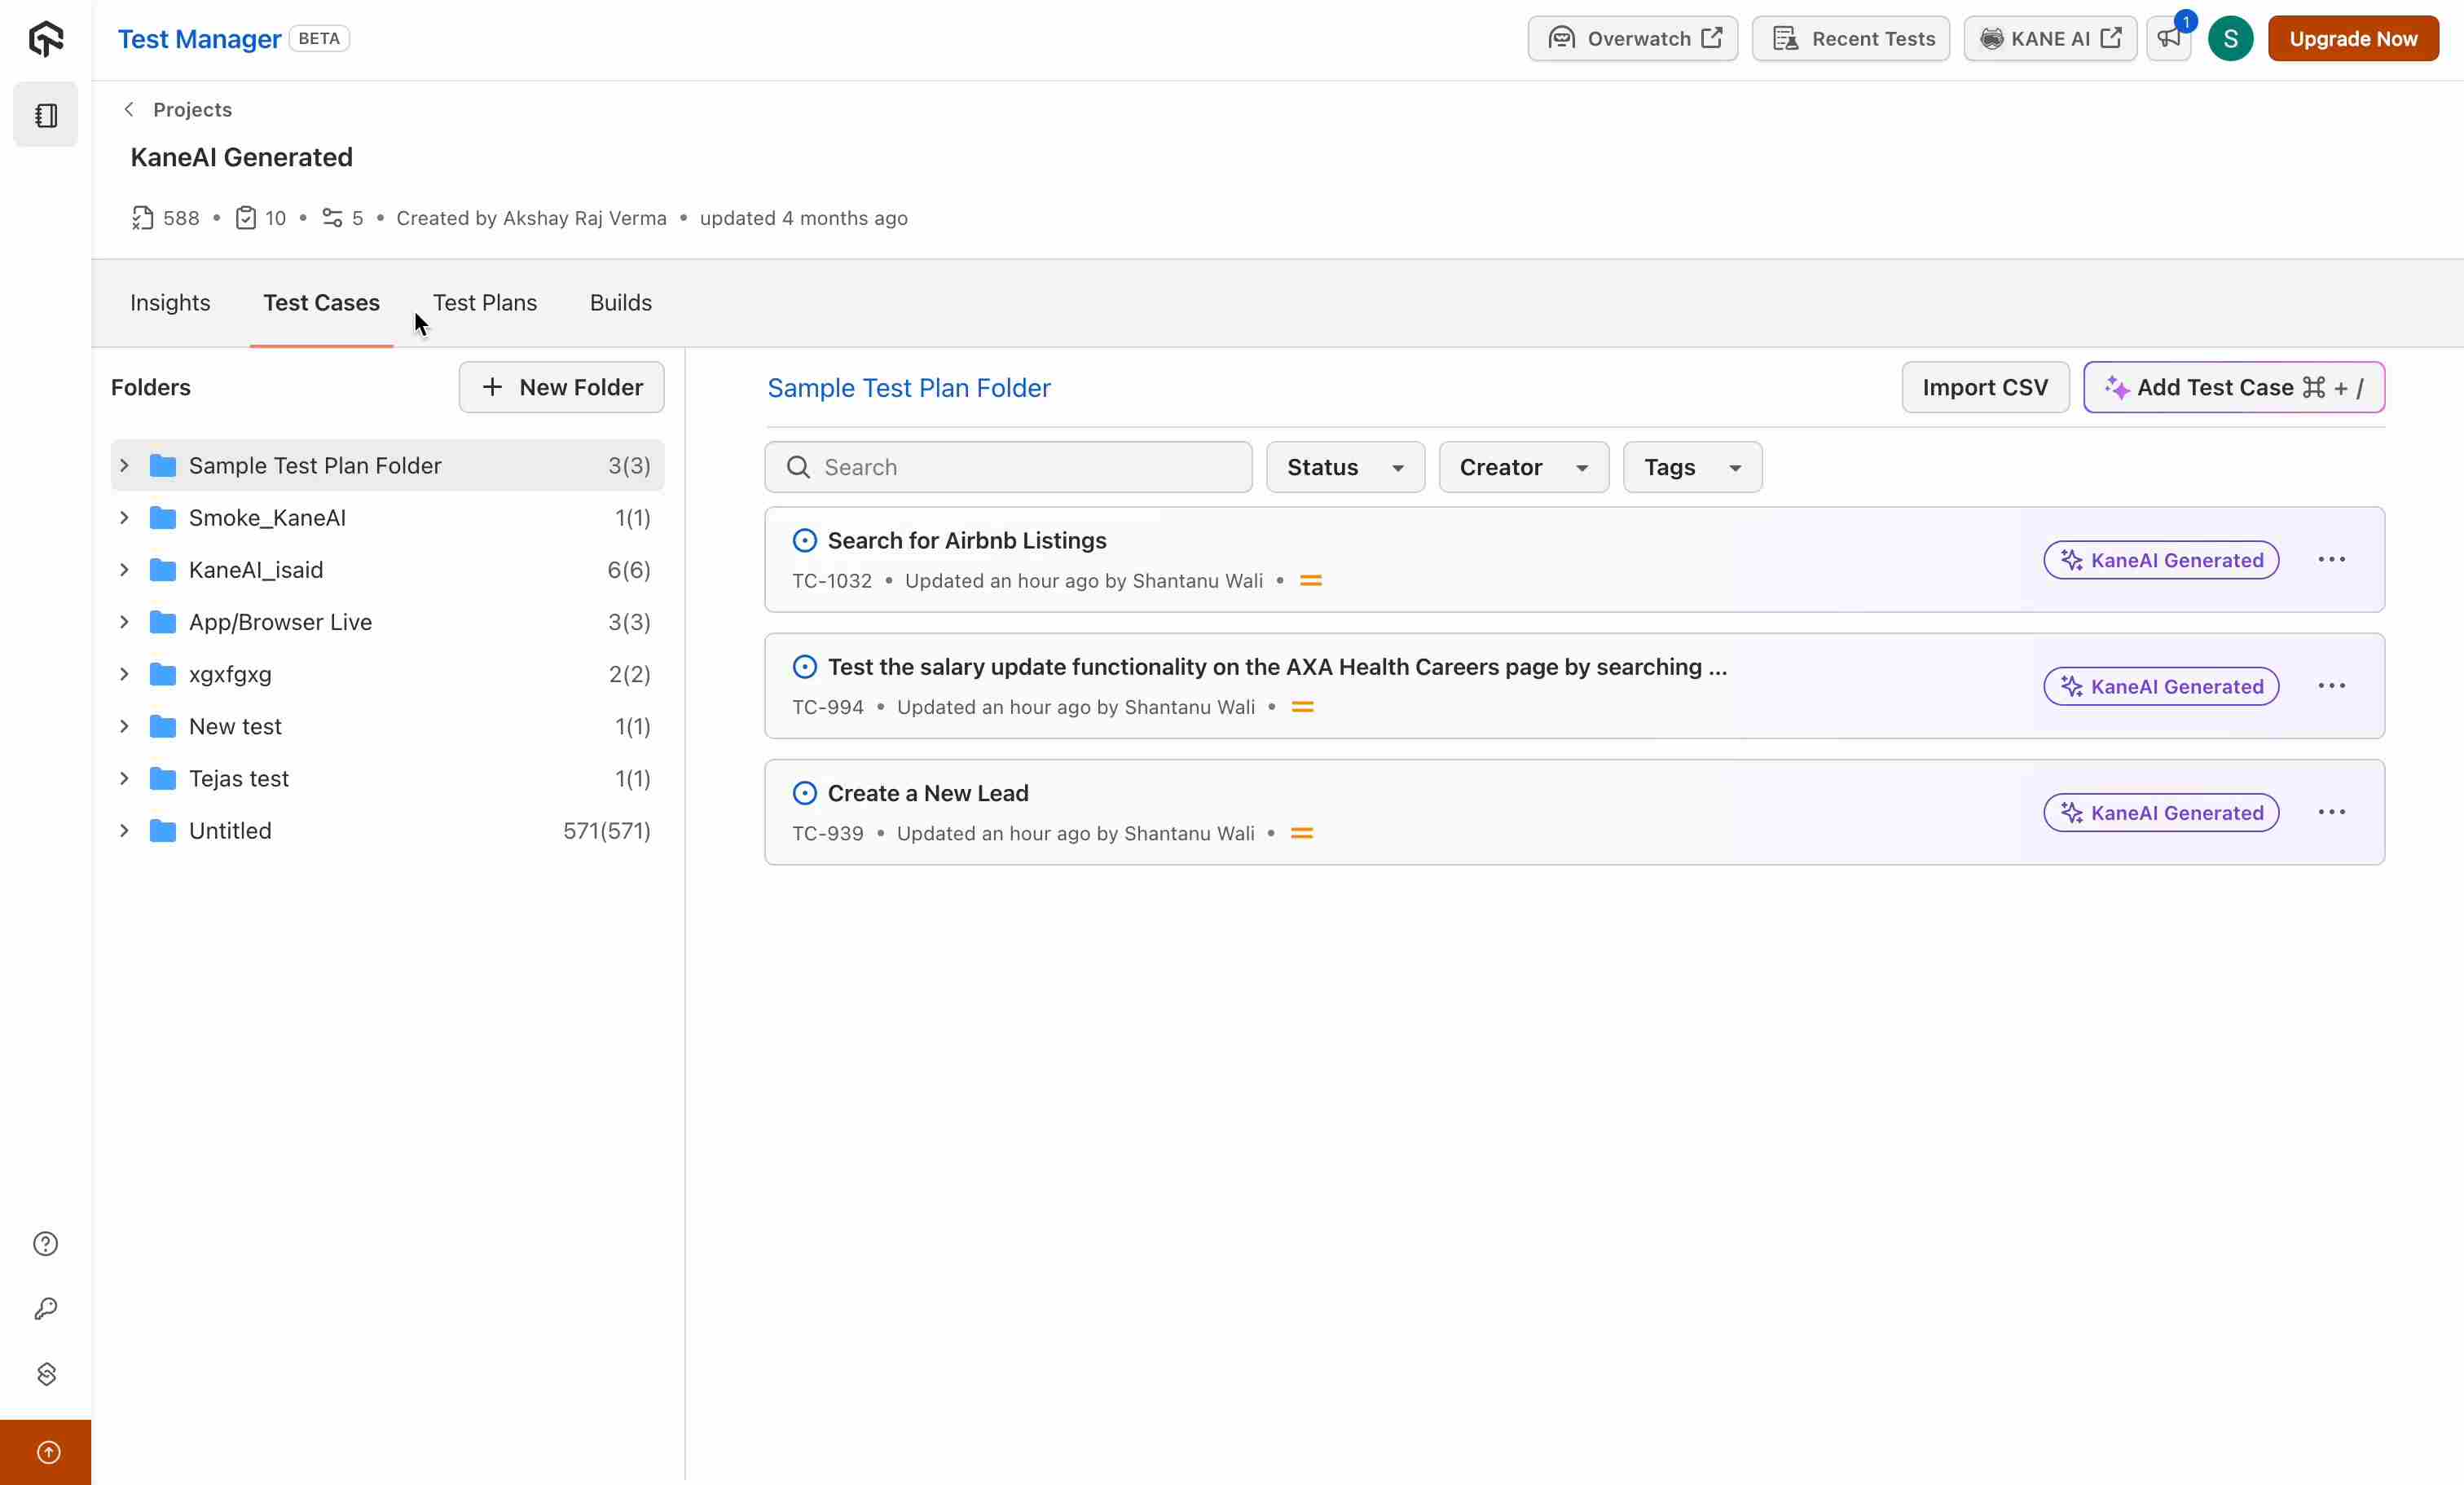 Test Manager BETA
Overwatch
Recent Tests
KANE AI
1
S
Upgrade Now
Projects
KaneAI Generated
588 • 10 • 5 • Created by Akshay Raj Verma • updated 4 months ago
Insights
Test Cases
Test Plans
Builds
Folders
+ New Folder
Sample Test Plan Folder 3(3)
Smoke_KaneAI 1(1)
KaneAI_isaid 6(6)
App/Browser Live 3(3)
xgxfgxg 2(2)
New test 1(1)
Tejas test 1(1)
Untitled 571(571)
Sample Test Plan Folder
Import CSV
Add Test Case ⌘ + /
Search
Status
Creator
Tags
Search for Airbnb Listings
TC-1032 • Updated an hour ago by Shantanu Wali •
KaneAI Generated
Test the salary update functionality on the AXA Health Careers page by searching ...
TC-994 • Updated an hour ago by Shantanu Wali •
KaneAI Generated
Create a New Lead
TC-939 • Updated an hour ago by Shantanu Wali •
KaneAI Generated